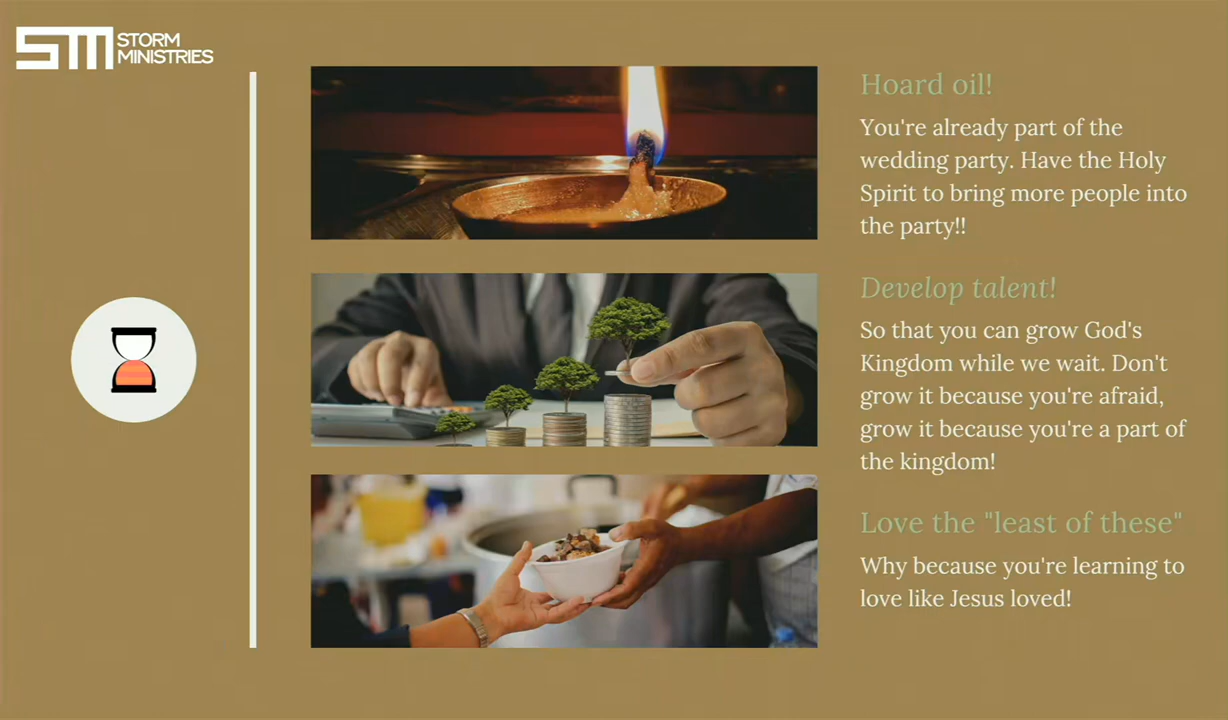 STORM
MINISTRIES
Hoard oil!
You're already part of the
wedding party. Have the Holy
Spirit to bring more people into
the party!!
Develop talent!
So that you can grow God's
Kingdom while we wait. Don't
grow it because you're afraid,
grow it because you're a part of
the kingdom!
Love the "least of these"
Why because you're learning to
love like Jesus loved!